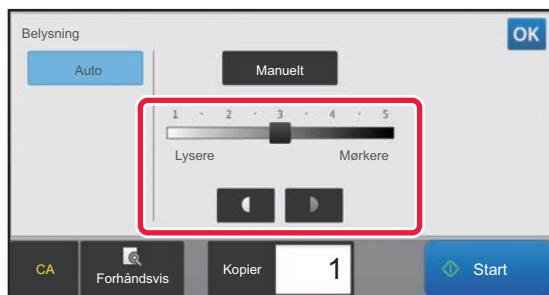 Belysning
OK
Auto
Manuelt
1 · 2 · 3 · 4 · 5
Lysere
Mørkere
CA
Forhåndsvis
Kopier
1
Start